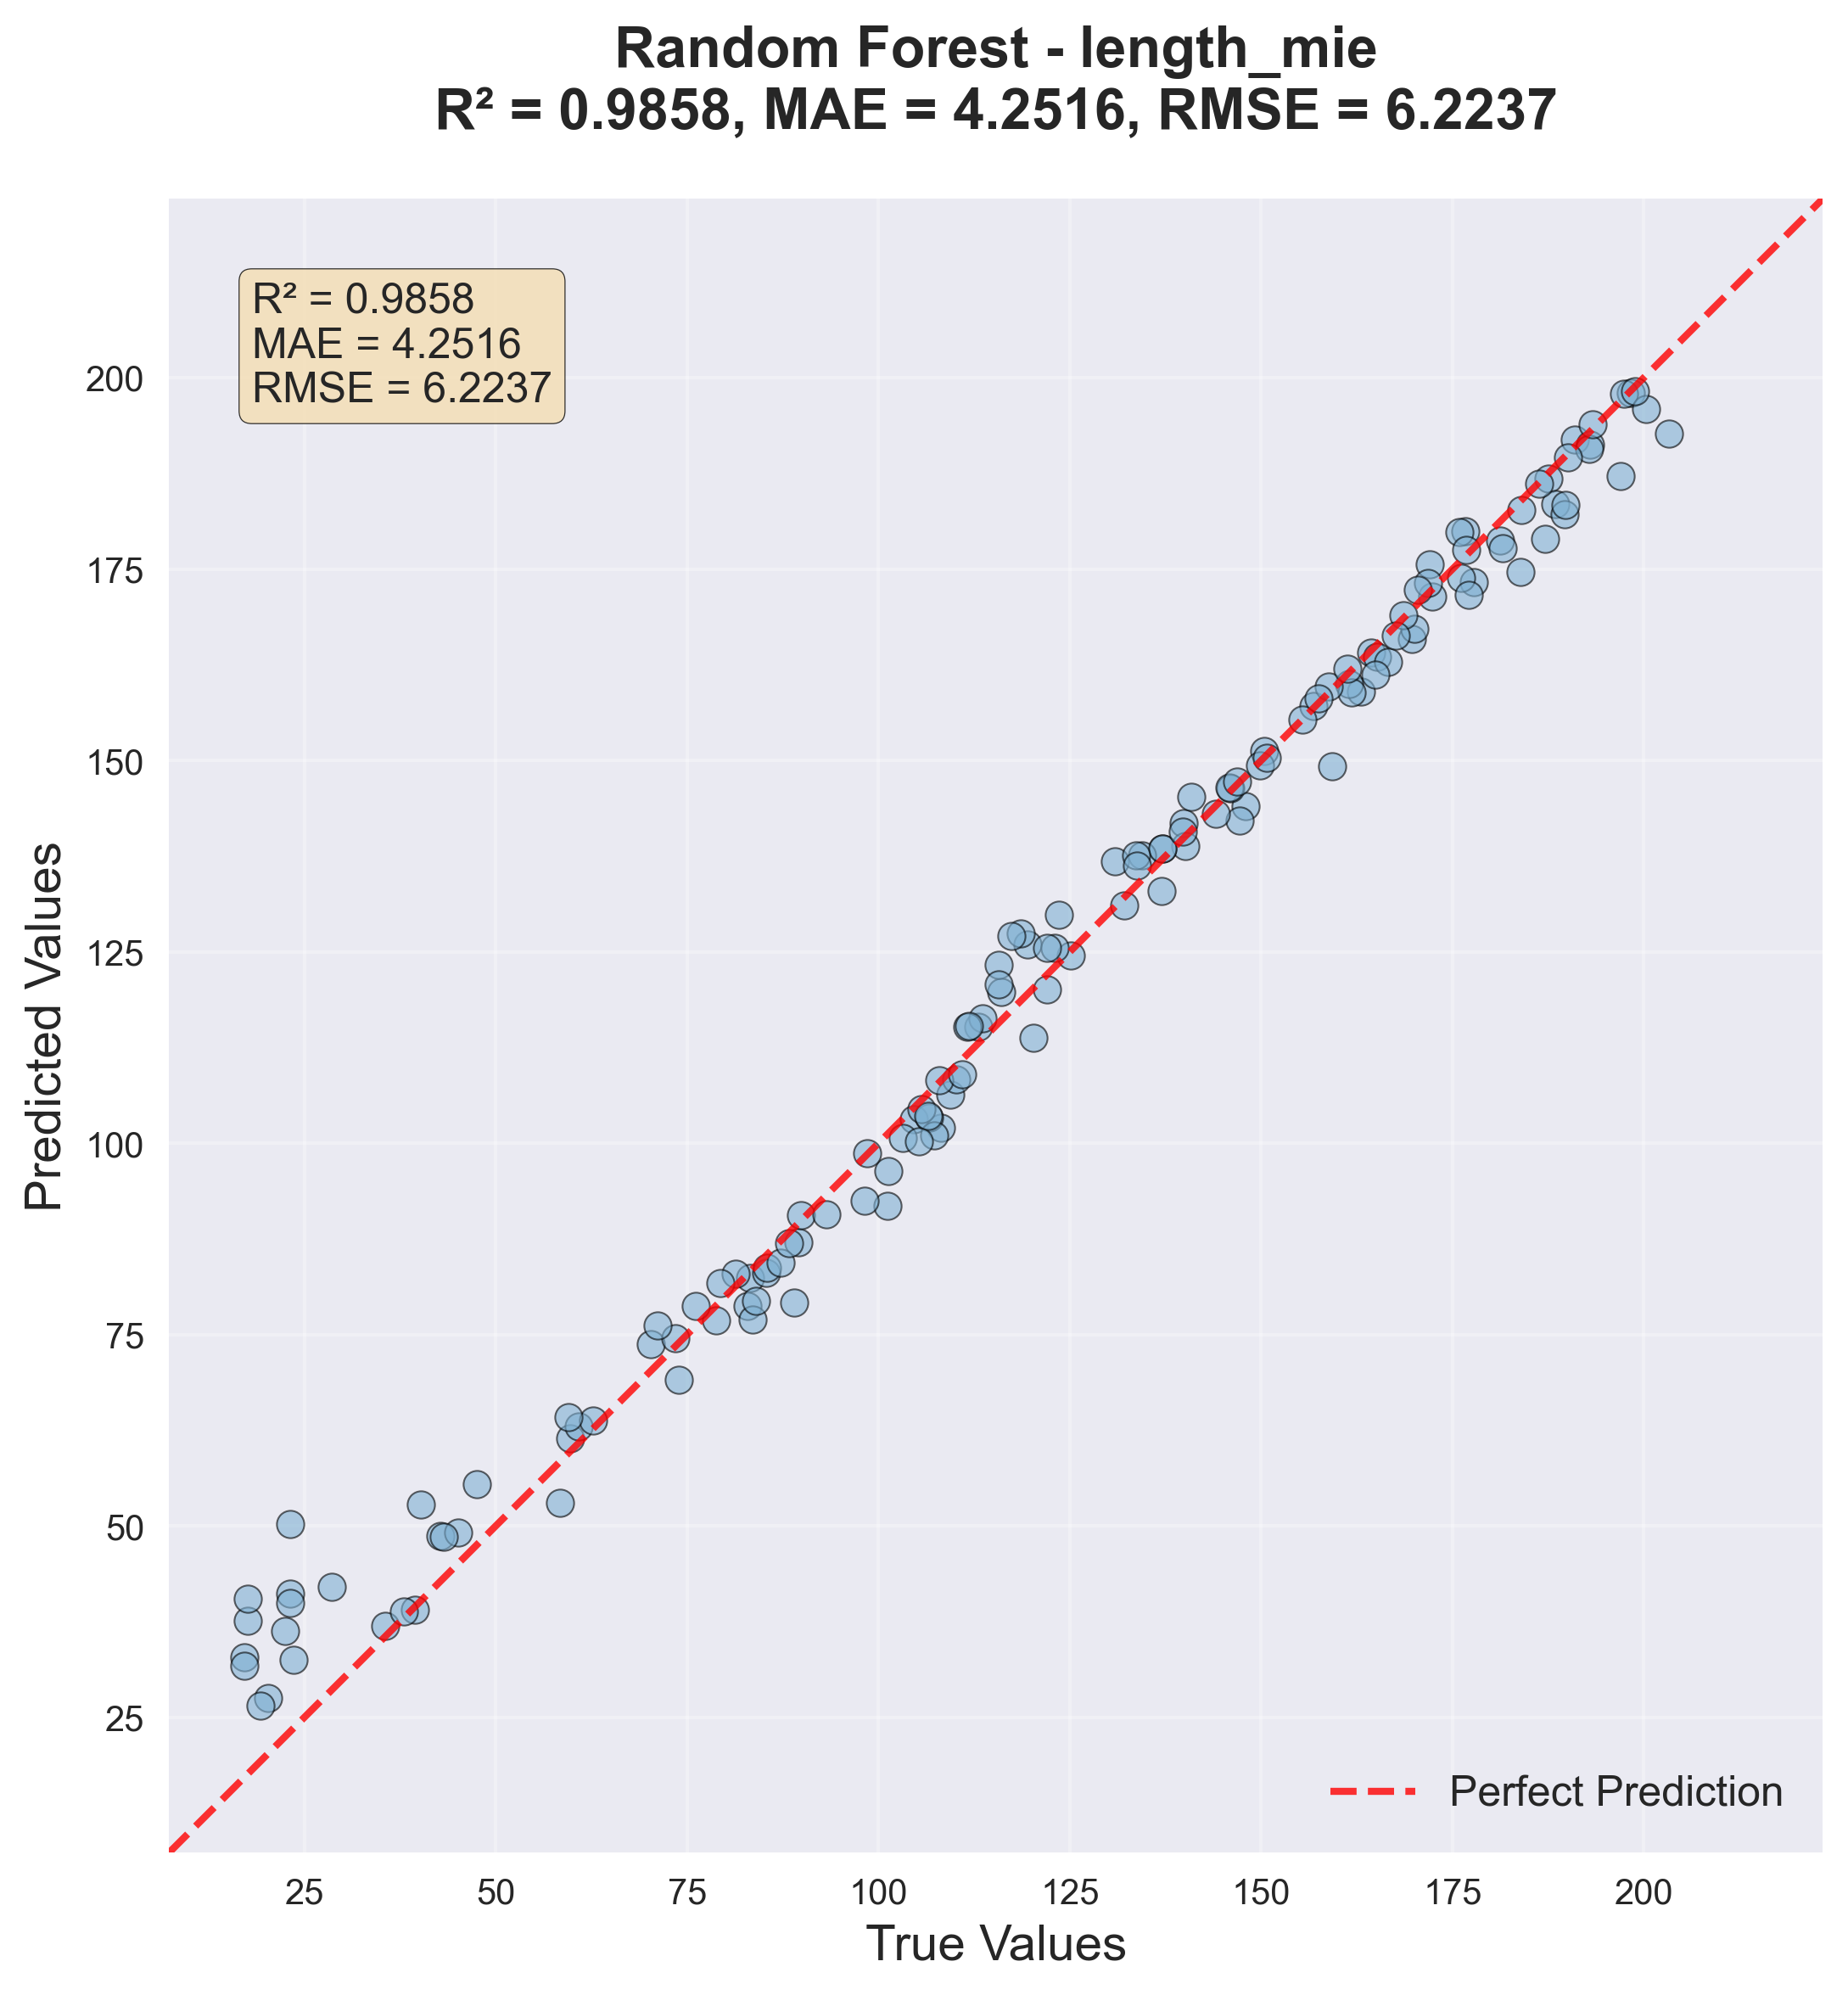 Random Forest - length_mie
R² = 0.9858, MAE = 4.2516, RMSE = 6.2237
R² = 0.9858
MAE = 4.2516
RMSE = 6.2237
200
175
150
125
100
75
50
25
Predicted Values
Perfect Prediction
25 50 75 100 125 150 175 200
True Values